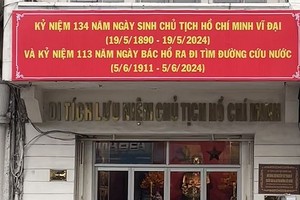 KỶ NIỆM 134 NĂM NGÀY SINH CHỦ TỊCH HỒ CHÍ MINH VĨ ĐẠI
(19/5/1890 - 19/5/2024)
VÀ KỶ NIỆM 113 NĂM NGÀY BÁC HỒ RA ĐI TÌM ĐƯỜNG CỨU NƯỚC
(5/6/1911 - 5/6/2024)
DI TÍCH LƯU NIỆM CHỦ TỊCH HỒ CHÍ MINH